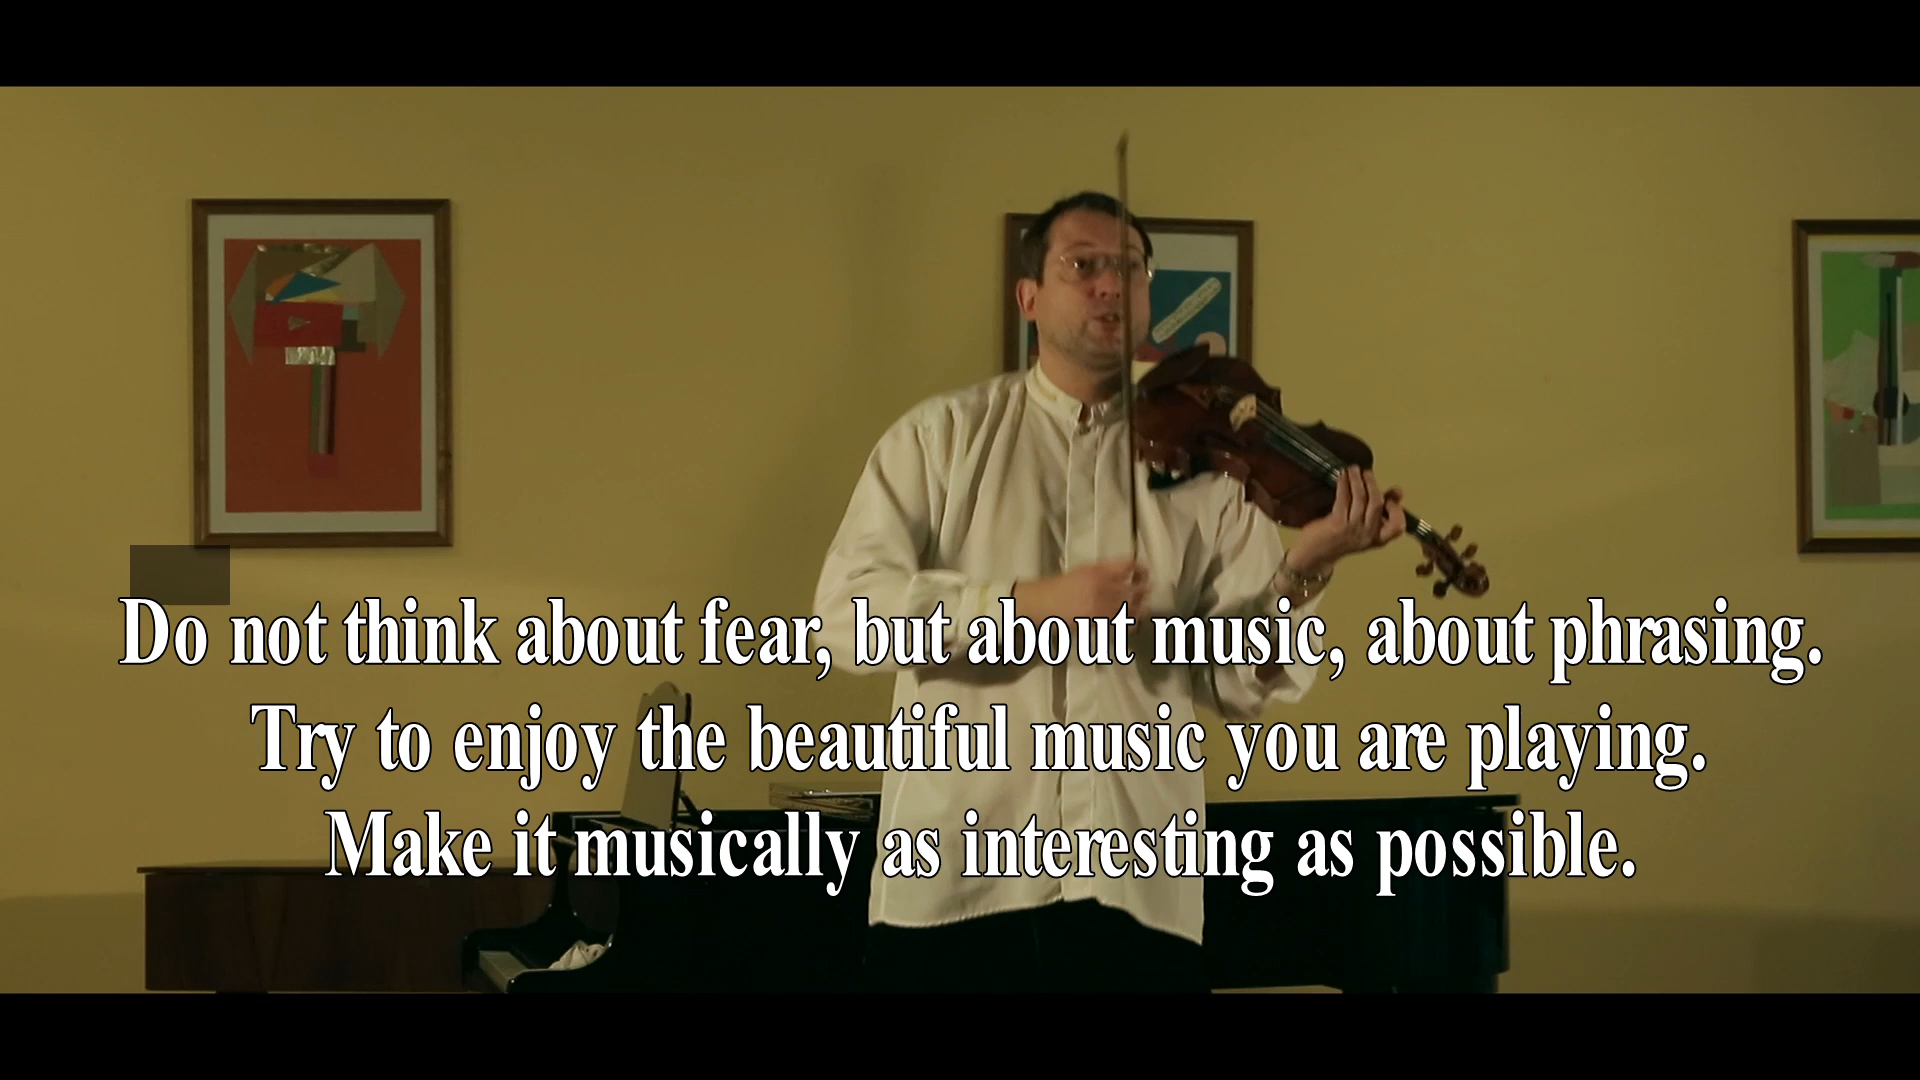 Do not think about fear, but about music, about phrasing.
Try to enjoy the beautiful music you are playing.
Make it musically as interesting as possible.